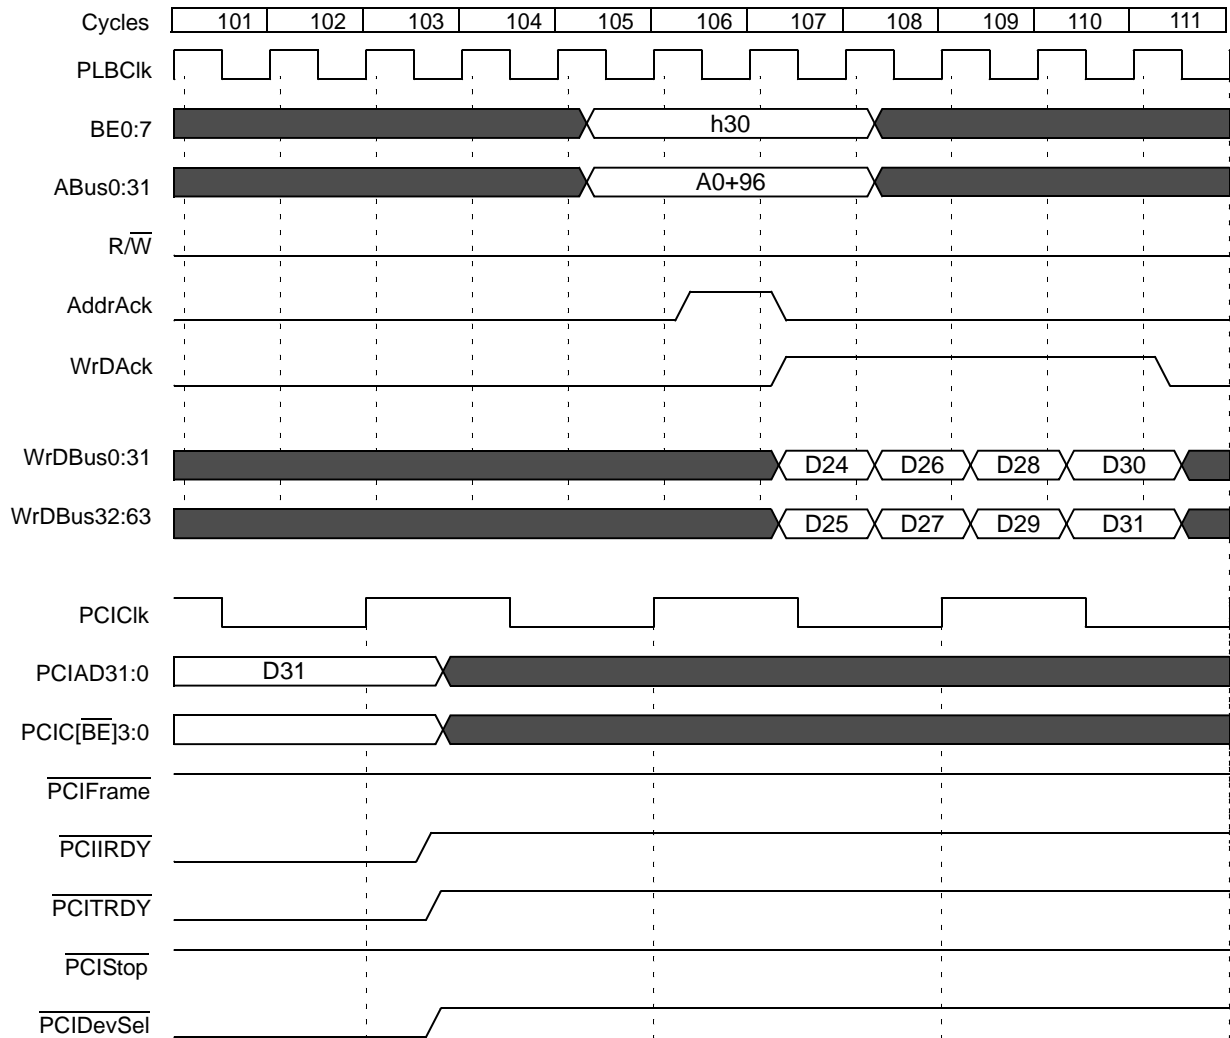 Cycles 101 102 103 104 105 106 107 108 109 110 111
PLBClk
BE0:7 h30
ABus0:31 A0+96
R/W
AddrAck
WrDAck
WrDBus0:31 D24 D26 D28 D30
WrDBus32:63 D25 D27 D29 D31
PCIClk
PCIAD31:0 D31
PCIC[BE]3:0
PCIFrame
PCIIRDY
PCITRDY
PCIStop
PCIDevSel